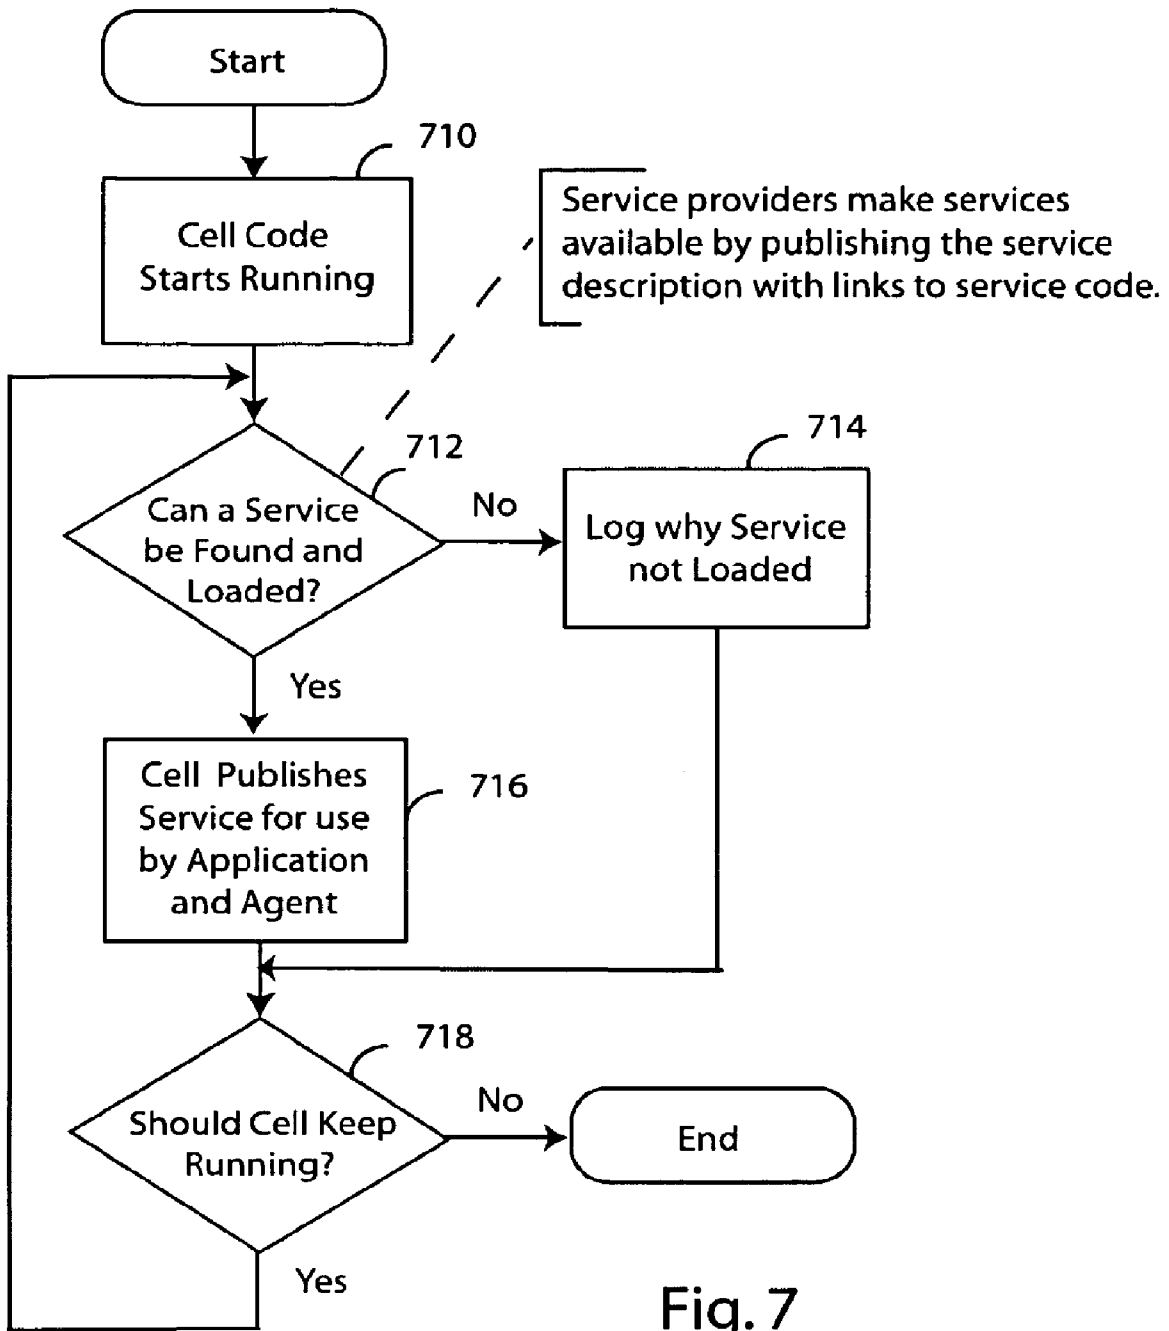 Start
710
Cell Code
Starts Running
Service providers make services
available by publishing the service
description with links to service code.
712
Can a Service
be Found and
Loaded?
No
714
Log why Service
not Loaded
Yes
Cell Publishes
Service for use
by Application
and Agent
716
718
Should Cell Keep
Running?
No
End
Yes
Fig. 7